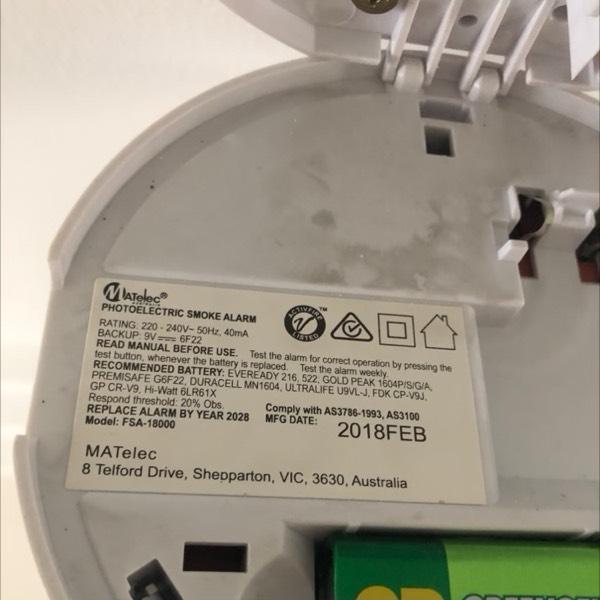 MATelec®
AUSTRALIA
PHOTOELECTRIC SMOKE ALARM
RATING: 220 - 240V~ 50Hz, 40mA
BACKUP: 9V 6F22
READ MANUAL BEFORE USE. Test the alarm for correct operation by pressing the
test button, whenever the battery is replaced. Test alarm weekly.
RECOMMENDED BATTERY: EVEREADY 216, 522, GOLD PEAK 1604P/S/G/A,
PREMISAFE G6F22, DURACELL MN1604, ULTRALIFE U9VL-J, FDK CP-V9J,
GP CR-V9, Hi-Watt 6LR61X
Respond threshold: 20% Obs
REPLACE ALARM BY YEAR 2028
Model: FSA-18000
ACTIVFIRE™
LISTED
Comply with AS3786-1993, AS3100
MFG DATE: 2018FEB
MATelec
8 Telford Drive, Shepparton, VIC, 3630, Australia
GP